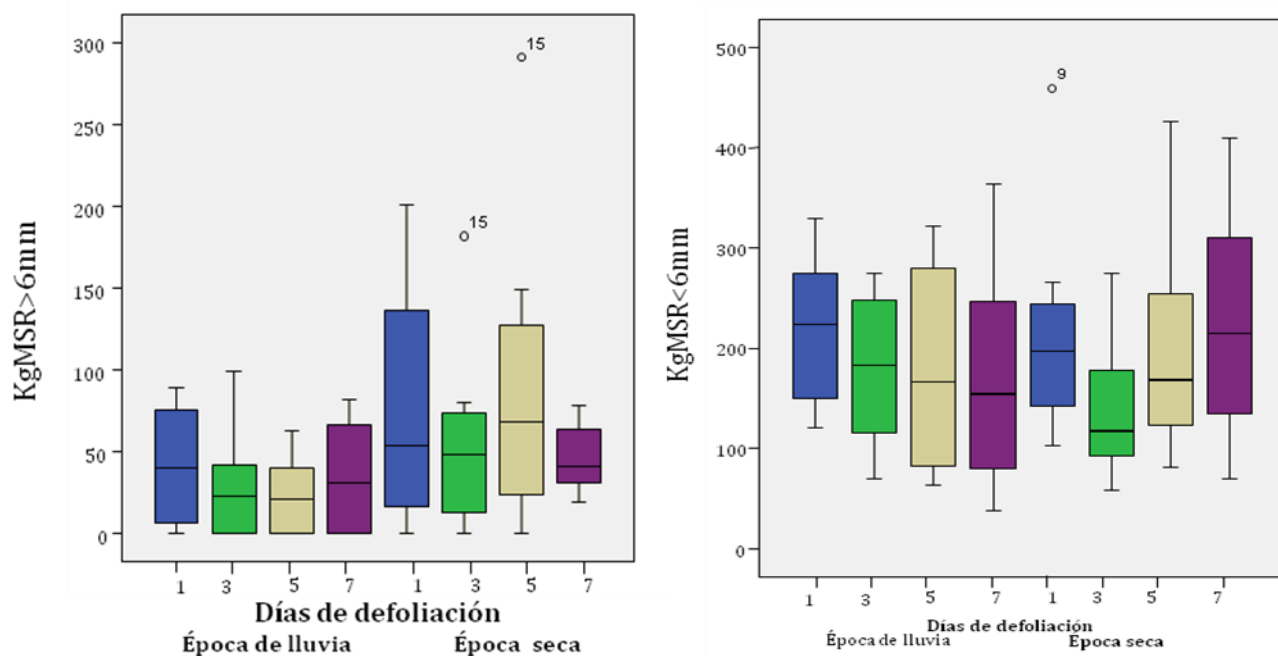 KgMSR>6mm
300
250
200
150
100
50
0
15
15
1 3 5 7 1 3 5 7
Días de defoliación
Época de lluvia Época seca
KgMSR<6mm
500
400
300
200
100
0
9
1 3 5 7 1 3 5 7
Días de defoliación
Época de lluvia Epoca seca